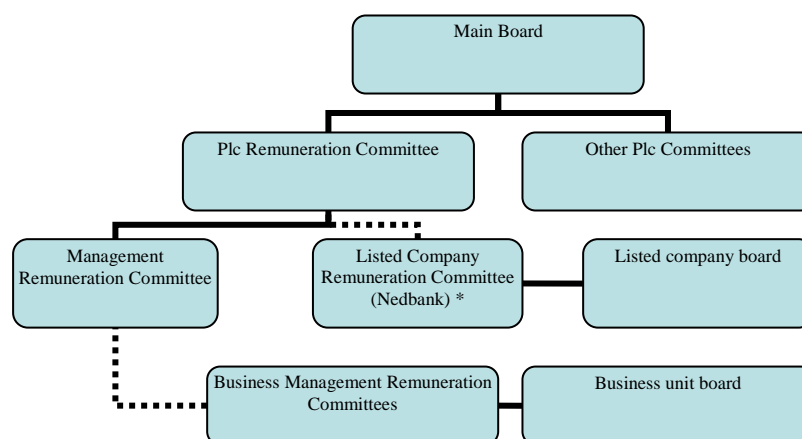 Main Board
Plc Remuneration Committee
Other Plc Committees
Management
Remuneration Committee
Listed Company
Remuneration Committee
(Nedbank) *
Listed company board
Business Management Remuneration
Committees
Business unit board